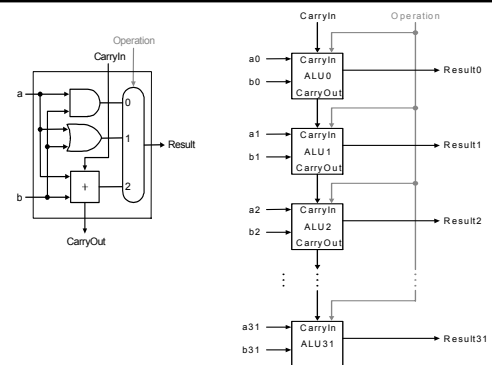 Operation
CarryIn
a
0
1
Result
2
b
CarryOut
CarryIn Operation
a0 CarryIn
ALU0 Result0
b0 CarryOut
a1 CarryIn
ALU1 Result1
b1 CarryOut
a2 CarryIn
ALU2 Result2
b2 CarryOut
a31 CarryIn
ALU31 Result31
b31
+